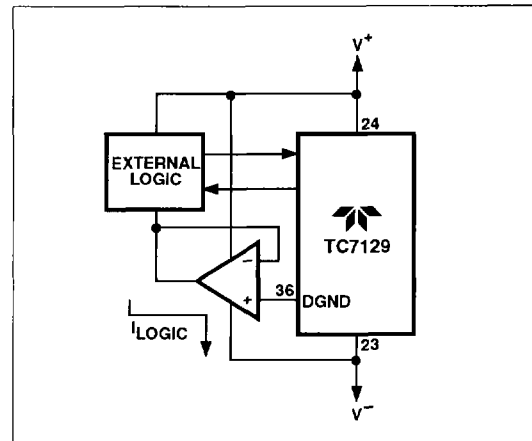 V+
24
EXTERNAL
LOGIC
TC7129
−
+
36
DGND
ILOGIC
23
V−